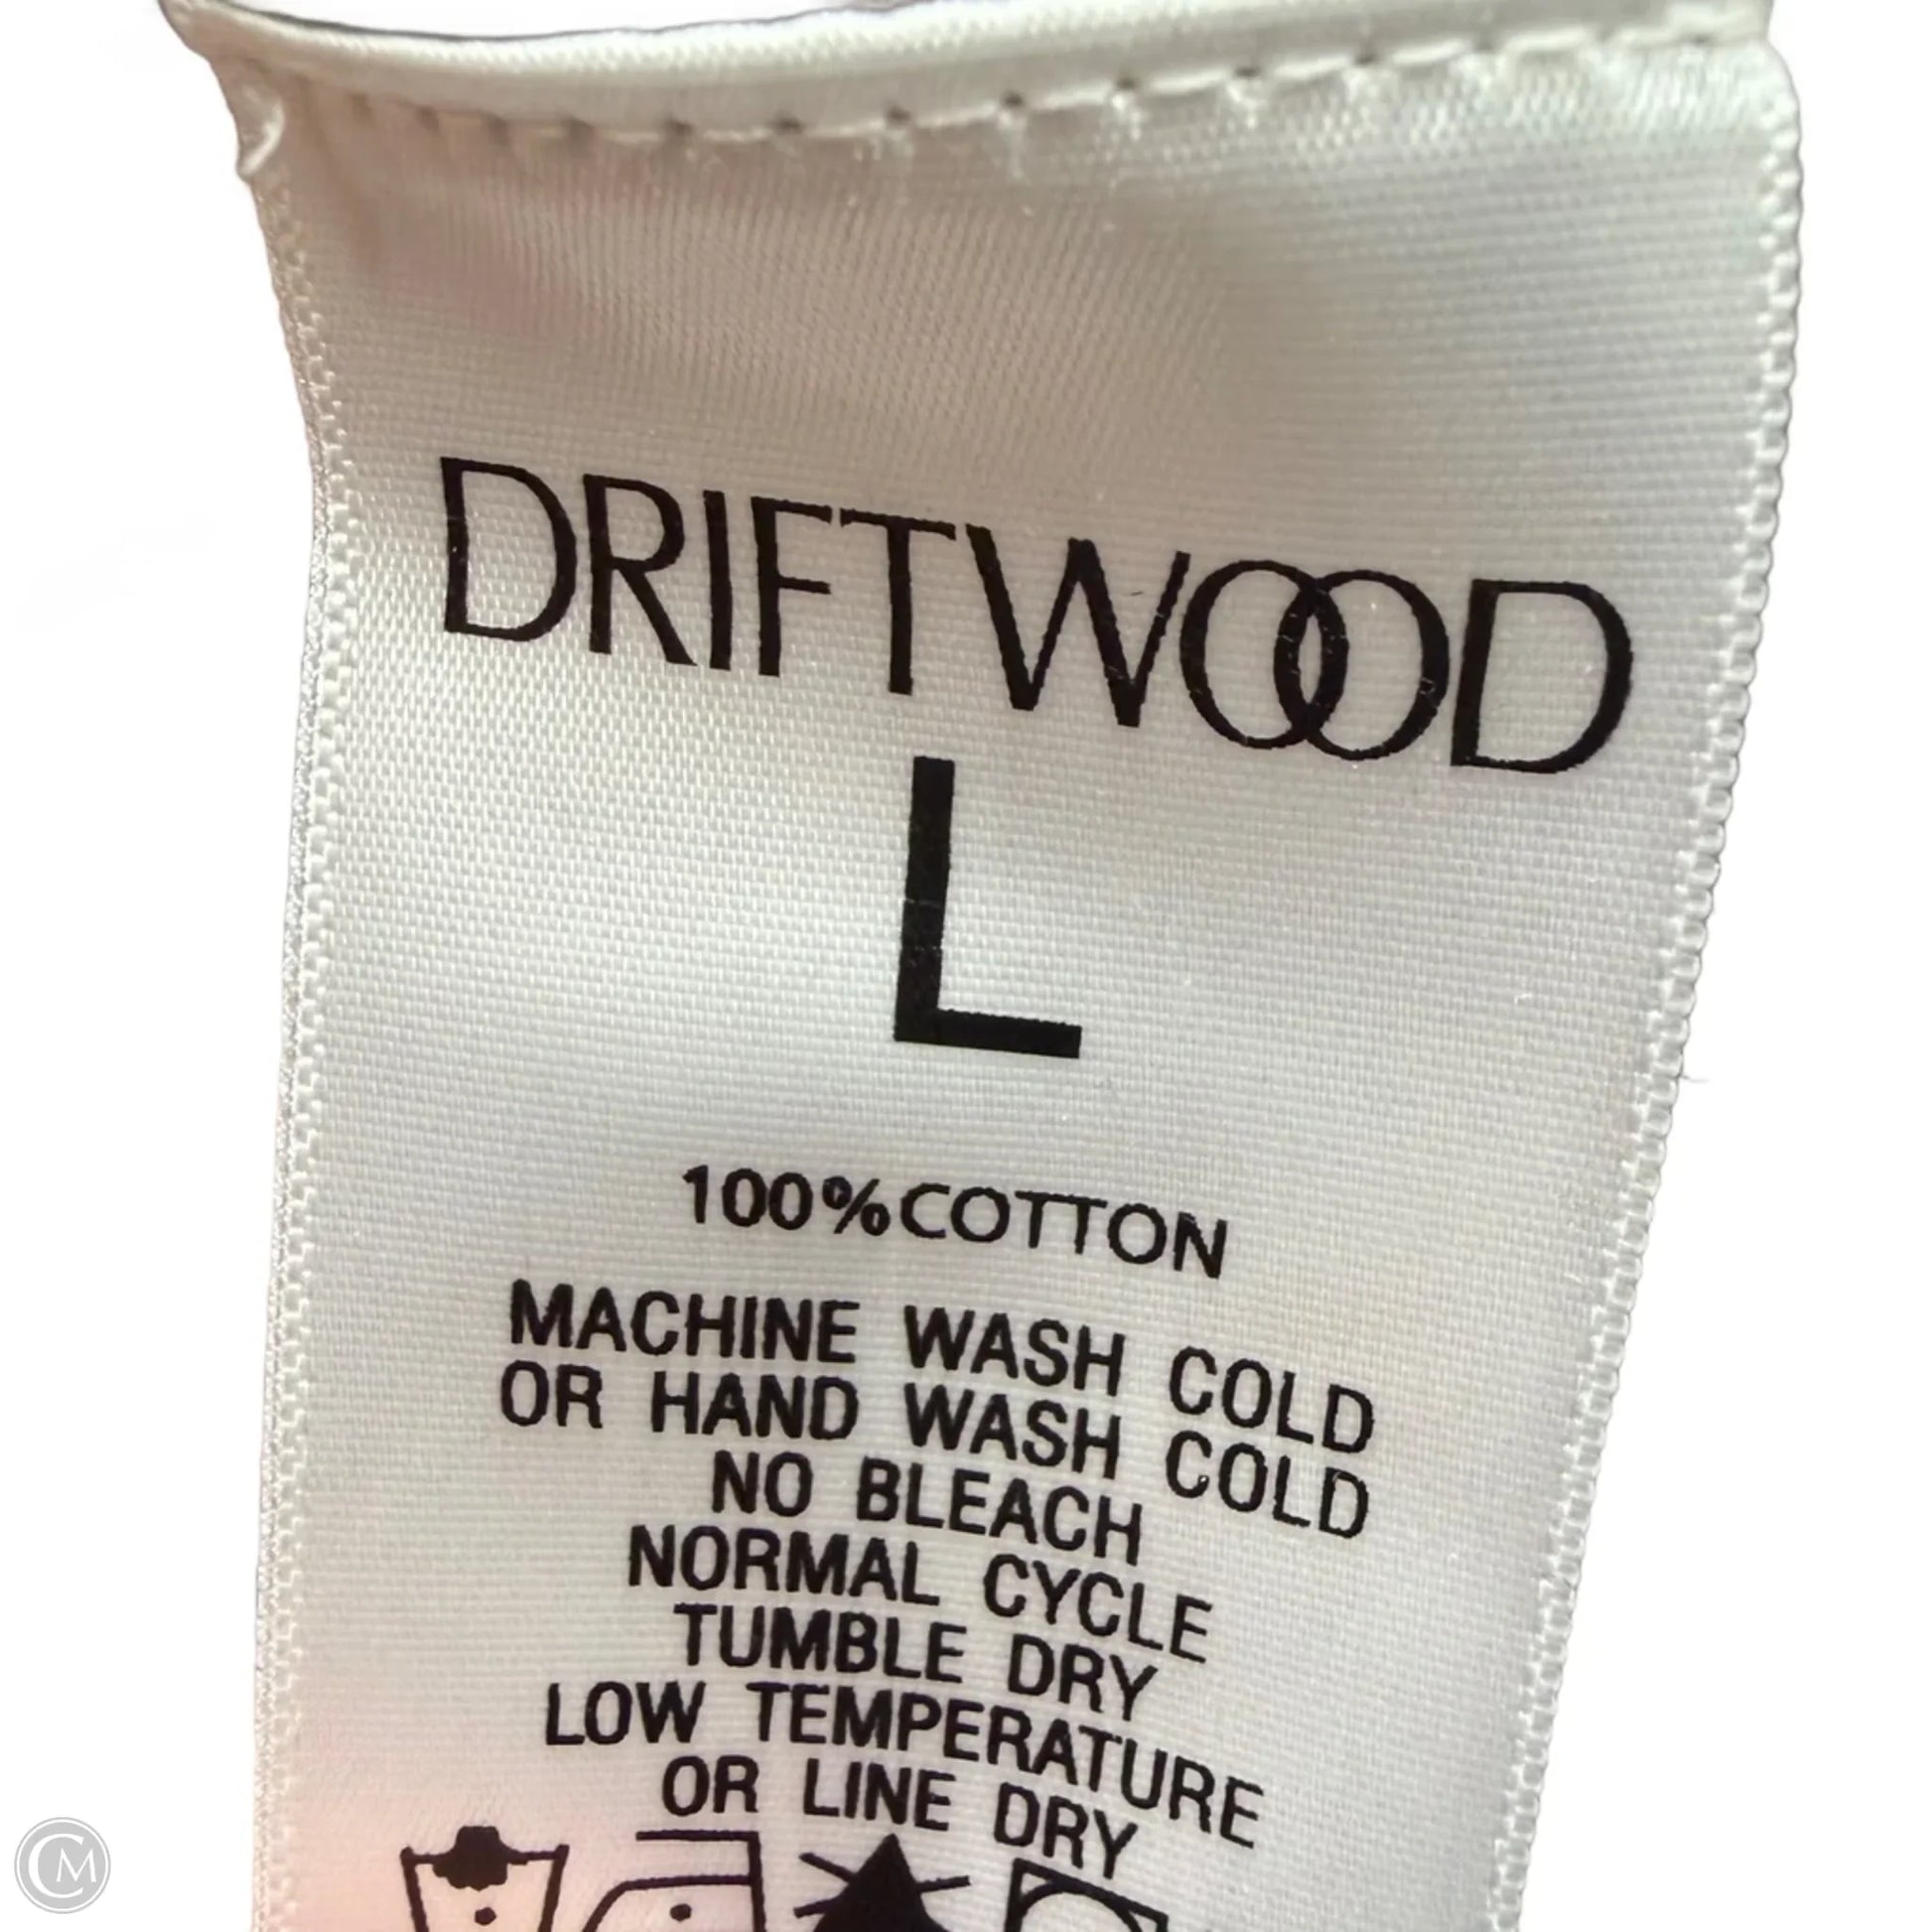 DRIFTWOOD
L
100% COTTON
MACHINE WASH COLD
OR HAND WASH COLD
NO BLEACH
NORMAL CYCLE
TUMBLE DRY
LOW TEMPERATURE
OR LINE DRY
CM